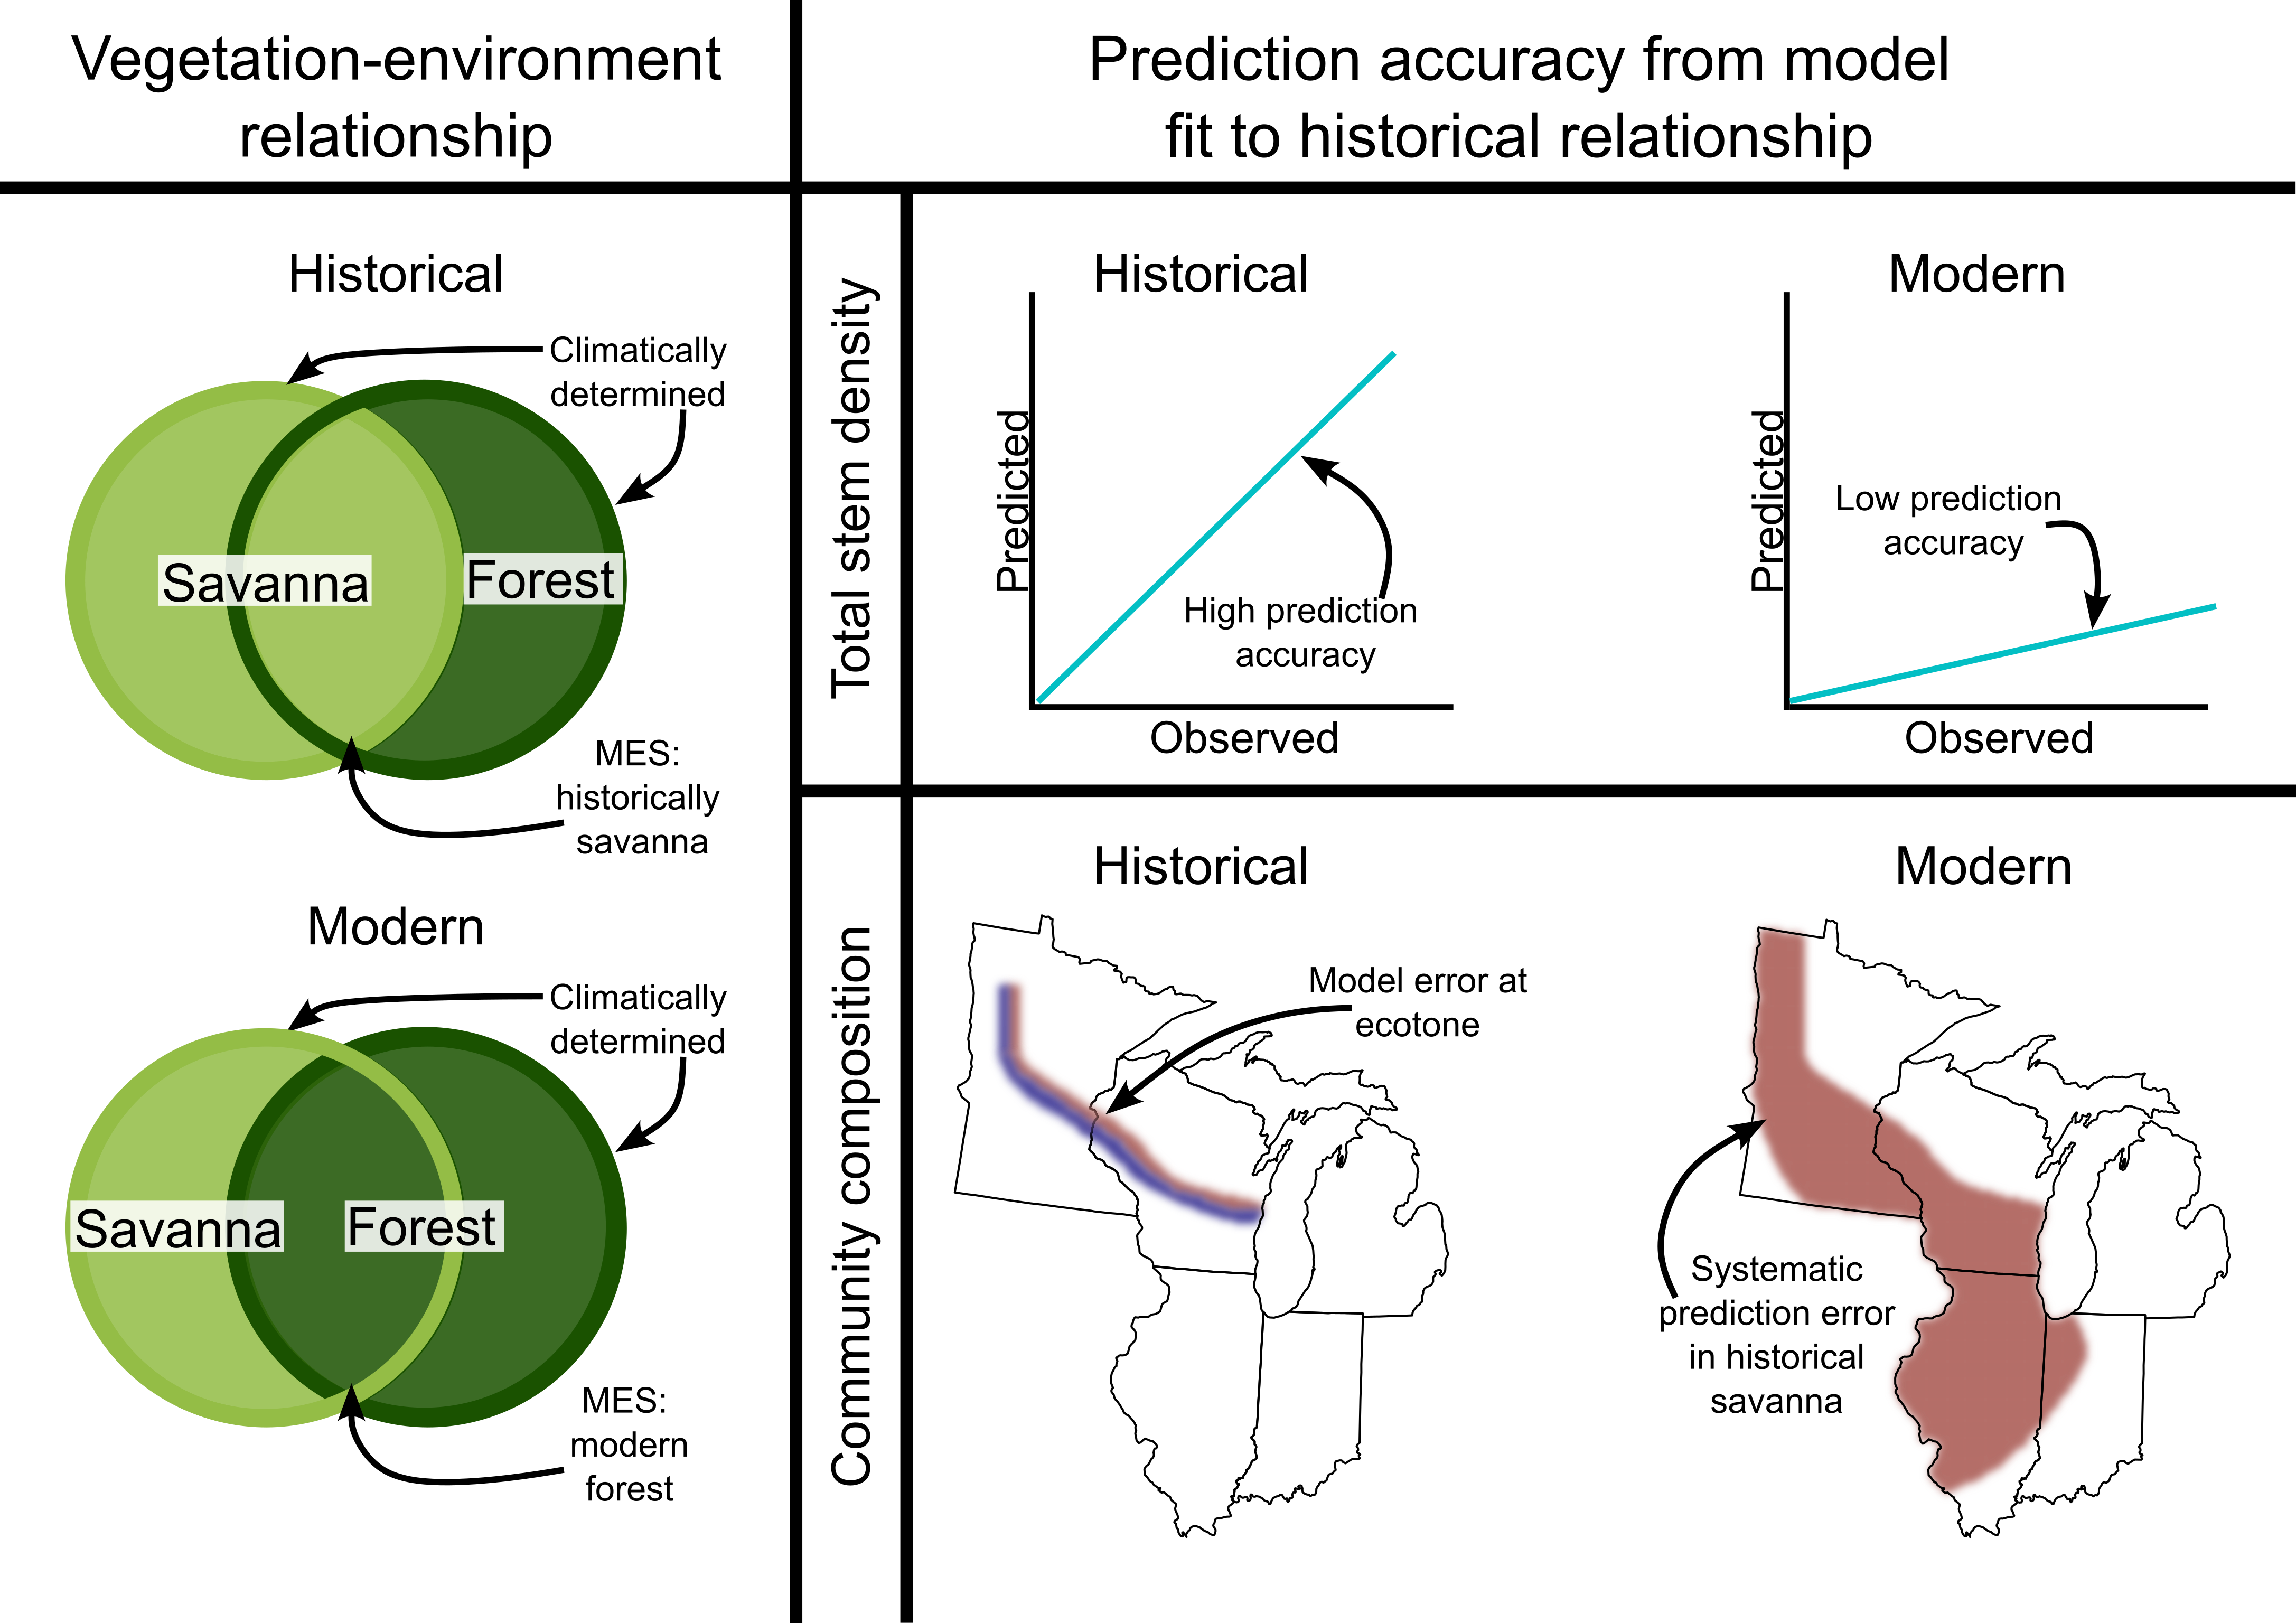 Vegetation-environment
relationship
Prediction accuracy from model
fit to historical relationship
Historical
Climatically
determined
Savanna
Forest
MES:
historically
savanna
Modern
Climatically
determined
Savanna
Forest
MES:
modern
forest
Total stem density
Historical
Predicted
High prediction
accuracy
Observed
Modern
Predicted
Low prediction
accuracy
Observed
Community composition
Historical
Model error at
ecotone
Modern
Systematic
prediction error
in historical
savanna